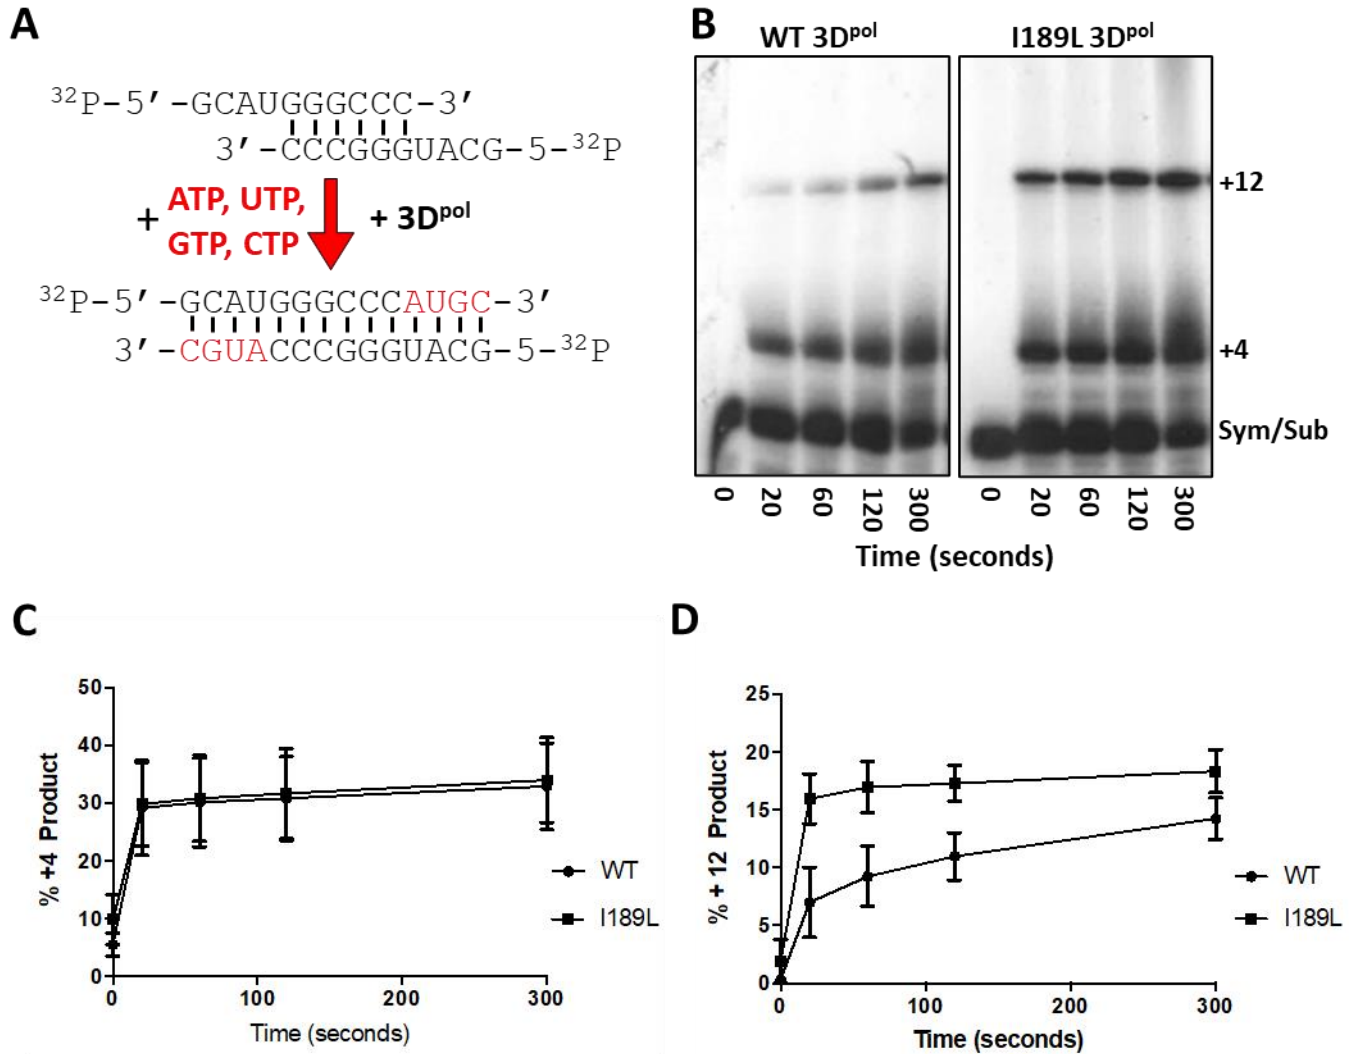 A
³²P-5′-GCAUGGGCCC-3′
3′-CCCGGGUACG-5-³²P
+ ATP, UTP, GTP, CTP
+ 3Dᵖᵒˡ
³²P-5′-GCAUGGGCCCAUGC-3′
3′-CGUACCCGGGUACG-5-³²P
B
WT 3Dᵖᵒˡ
I189L 3Dᵖᵒˡ
+12
+4
Sym/Sub
0 20 60 120 300
0 20 60 120 300
Time (seconds)
C
% +4 Product
50
40
30
20
10
0
0 100 200 300
Time (seconds)
WT
I189L
D
% + 12 Product
25
20
15
10
5
0
0 100 200 300
Time (seconds)
WT
I189L